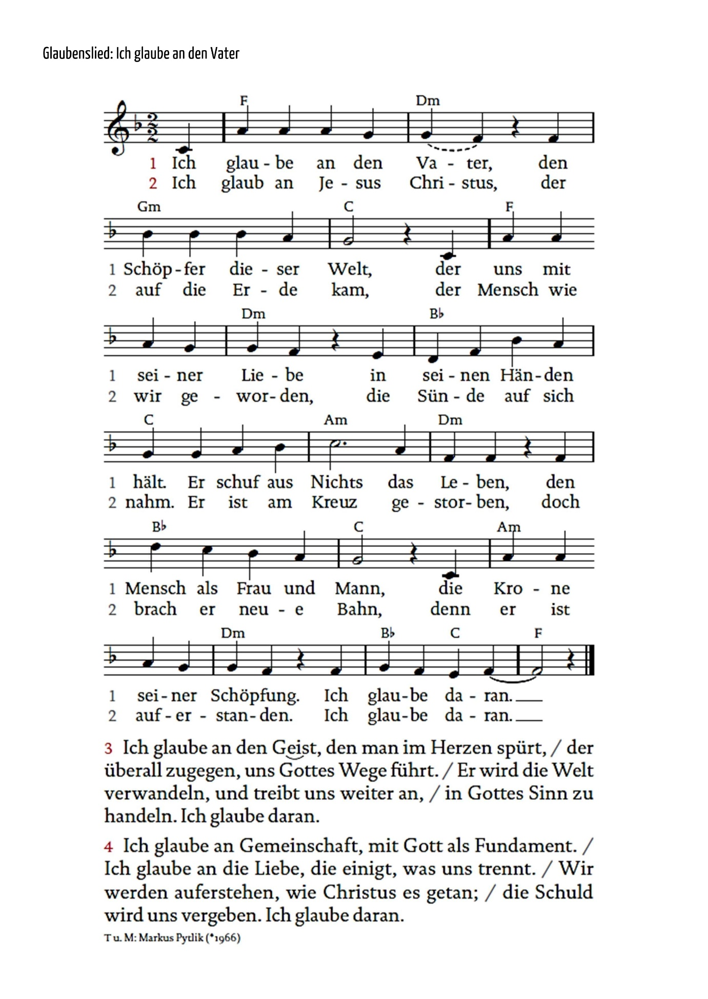 Glaubenslied: Ich glaube an den Vater
F Dm
1 Ich glau - be an den Va - ter, den
2 Ich glaub an Je - sus Chri - stus, der
Gm C F
1 Schöp - fer die - ser Welt, der uns mit
2 auf die Er - de kam, der Mensch wie
Dm B♭
1 sei - ner Lie - be in sei - nen Hän - den
2 wir ge - wor - den, die Sün - de auf sich
C Am Dm
1 hält. Er schuf aus Nichts das Le - ben, den
2 nahm. Er ist am Kreuz ge - stor - ben, doch
B♭ C Am
1 Mensch als Frau und Mann, die Kro - ne
2 brach er neu - e Bahn, denn er ist
Dm B♭ C F
1 sei - ner Schöpfung. Ich glau - be da - ran.
2 auf - er - stan - den. Ich glau - be da - ran.
3 Ich glaube an den Geist, den man im Herzen spürt, / der
überall zugegen, uns Gottes Wege führt. / Er wird die Welt
verwandeln, und treibt uns weiter an, / in Gottes Sinn zu
handeln. Ich glaube daran.
4 Ich glaube an Gemeinschaft, mit Gott als Fundament. /
Ich glaube an die Liebe, die einigt, was uns trennt. / Wir
werden auferstehen, wie Christus es getan; / die Schuld
wird uns vergeben. Ich glaube daran.
T u. M: Markus Pytlik (*1966)